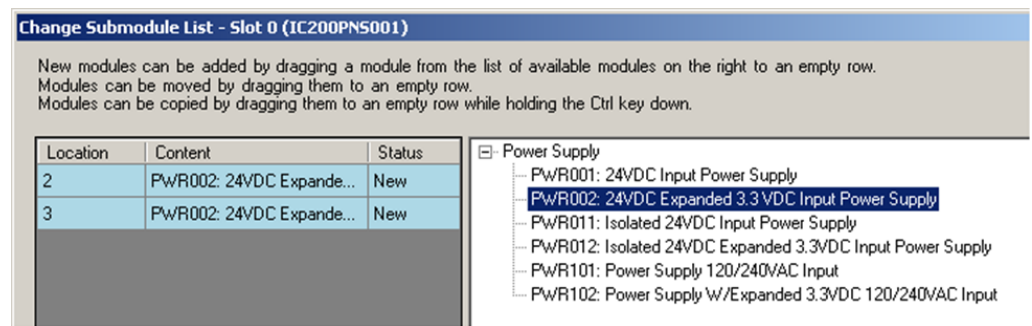 Change Submodule List - Slot 0 (IC200PNS001)
New modules can be added by dragging a module from the list of available modules on the right to an empty row.
Modules can be moved by dragging them to an empty row.
Modules can be copied by dragging them to an empty row while holding the Ctrl key down.
Location Content Status
2 PWR002: 24VDC Expande... New
3 PWR002: 24VDC Expande... New
Power Supply
PWR001: 24VDC Input Power Supply
PWR002: 24VDC Expanded 3.3 VDC Input Power Supply
PWR011: Isolated 24VDC Input Power Supply
PWR012: Isolated 24VDC Expanded 3.3VDC Input Power Supply
PWR101: Power Supply 120/240VAC Input
PWR102: Power Supply W/Expanded 3.3VDC 120/240VAC Input